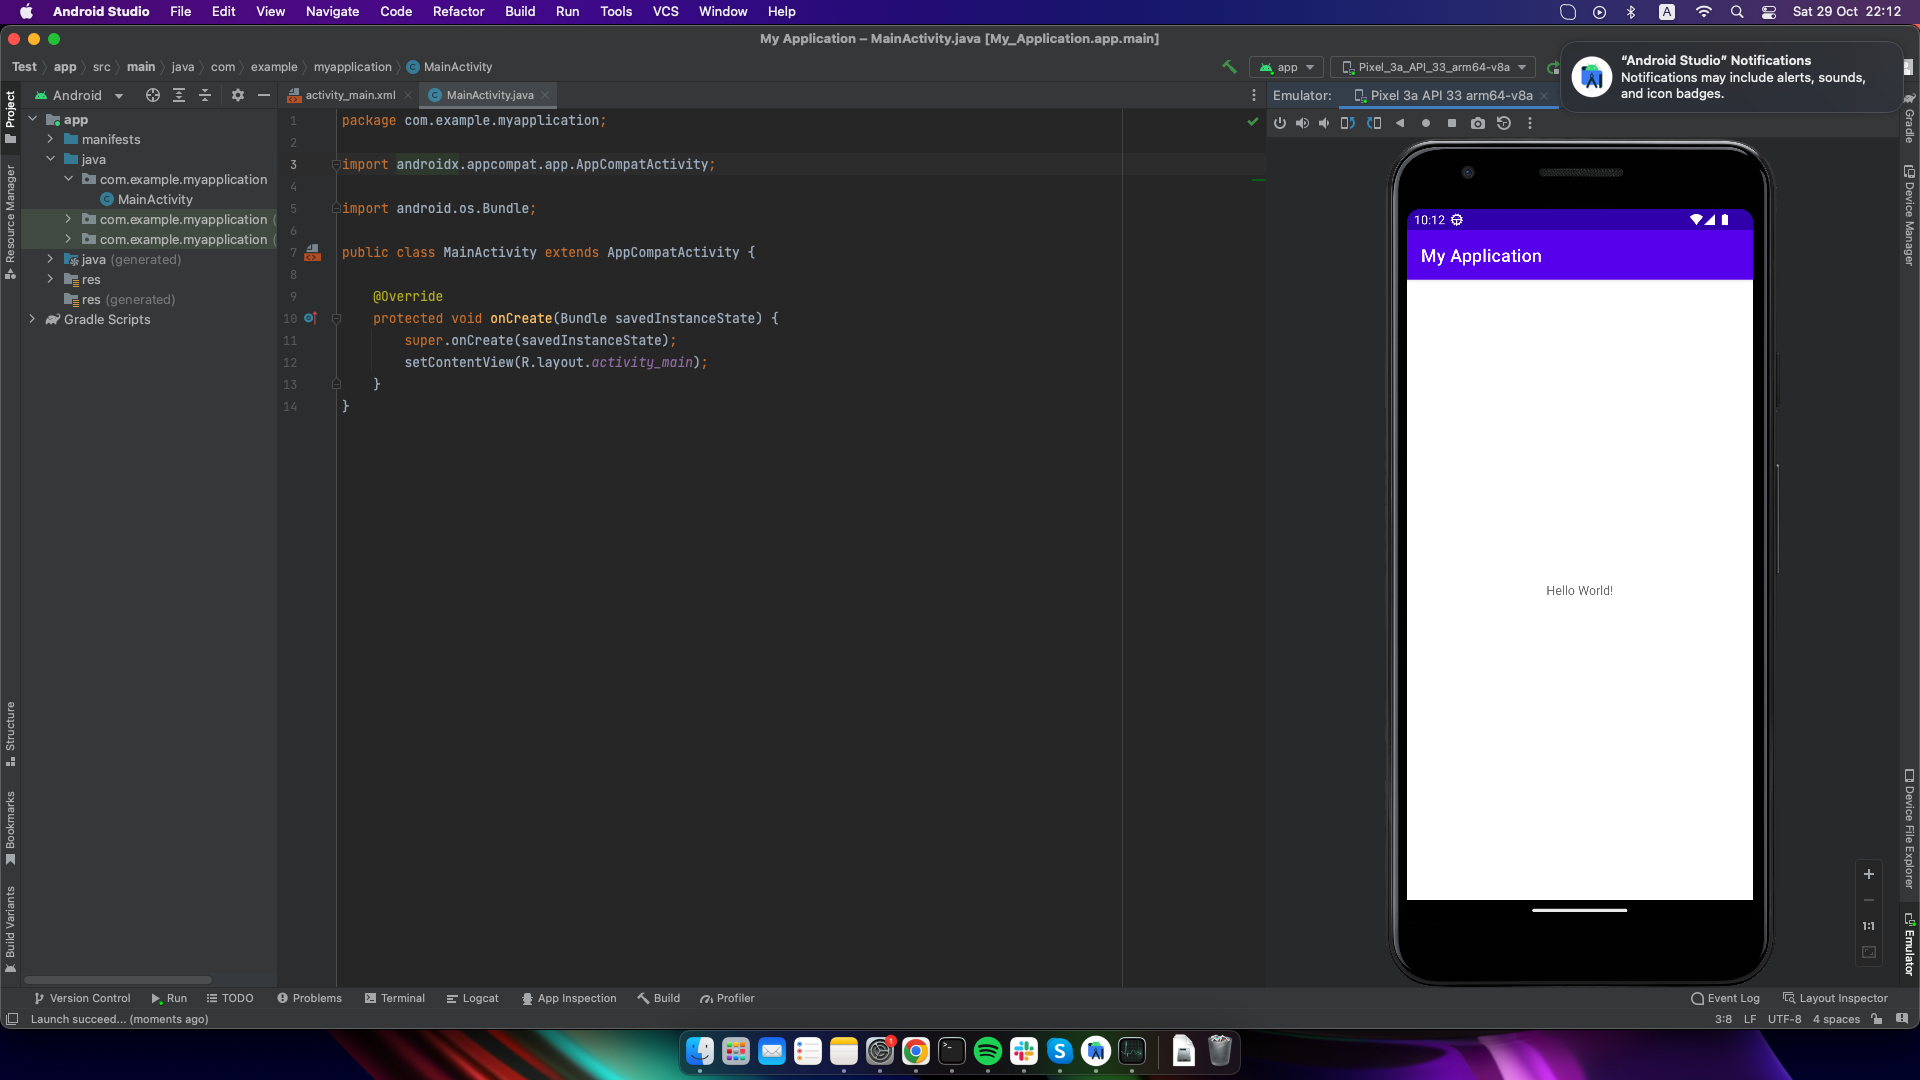 Android Studio File Edit View Navigate Code Refactor Build Run Tools VCS Window Help
A
Sat 29 Oct 22:12
My Application – MainActivity.java [My_Application.app.main]
Test app src main java com example myapplication MainActivity
app
Pixel_3a_API_33_arm64-v8a
“Android Studio” Notifications
Notifications may include alerts, sounds,
and icon badges.
Project
Resource Manager
Structure
Bookmarks
Build Variants
Android
app
manifests
java
com.example.myapplication
MainActivity
com.example.myapplication (
com.example.myapplication (
java (generated)
res
res (generated)
Gradle Scripts
activity_main.xml
MainActivity.java
1 package com.example.myapplication;
2
3 import androidx.appcompat.app.AppCompatActivity;
4
5 import android.os.Bundle;
6
7 public class MainActivity extends AppCompatActivity {
8
9 @Override
10 protected void onCreate(Bundle savedInstanceState) {
11 super.onCreate(savedInstanceState);
12 setContentView(R.layout.activity_main);
13 }
14 }
Emulator:
Pixel 3a API 33 arm64-v8a
10:12
My Application
Hello World!
1:1
Gradle
Device Manager
Device File Explorer
Emulator
Version Control
Run
TODO
Problems
Terminal
Logcat
App Inspection
Build
Profiler
Event Log
Layout Inspector
Launch succeed... (moments ago)
3:8 LF UTF-8 4 spaces
1